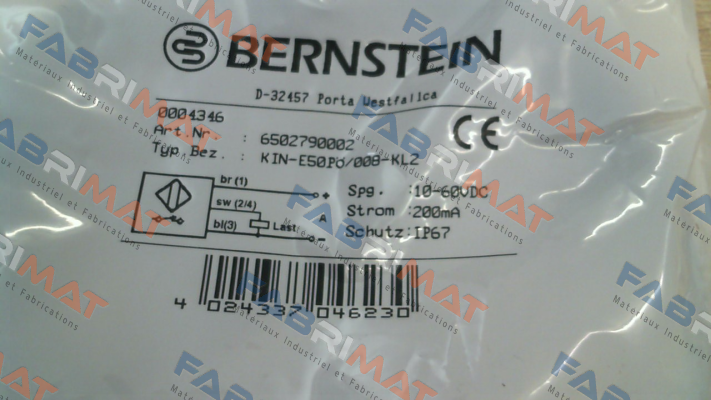 BERNSTEIN
D-32457 Porta Westfalica
0004346
Art.Nr. : 6502790002
Typ Bez. : KIN-E50PO/008-KL2
CE
br (1)
+
sw (2/4)
A
bl(3)
Last
-
Spg. :10-60VDC
Strom :200mA
Schutz:IP67
4 024337 046230
FABRIMAT
Materiaux Industriel et Fabrications